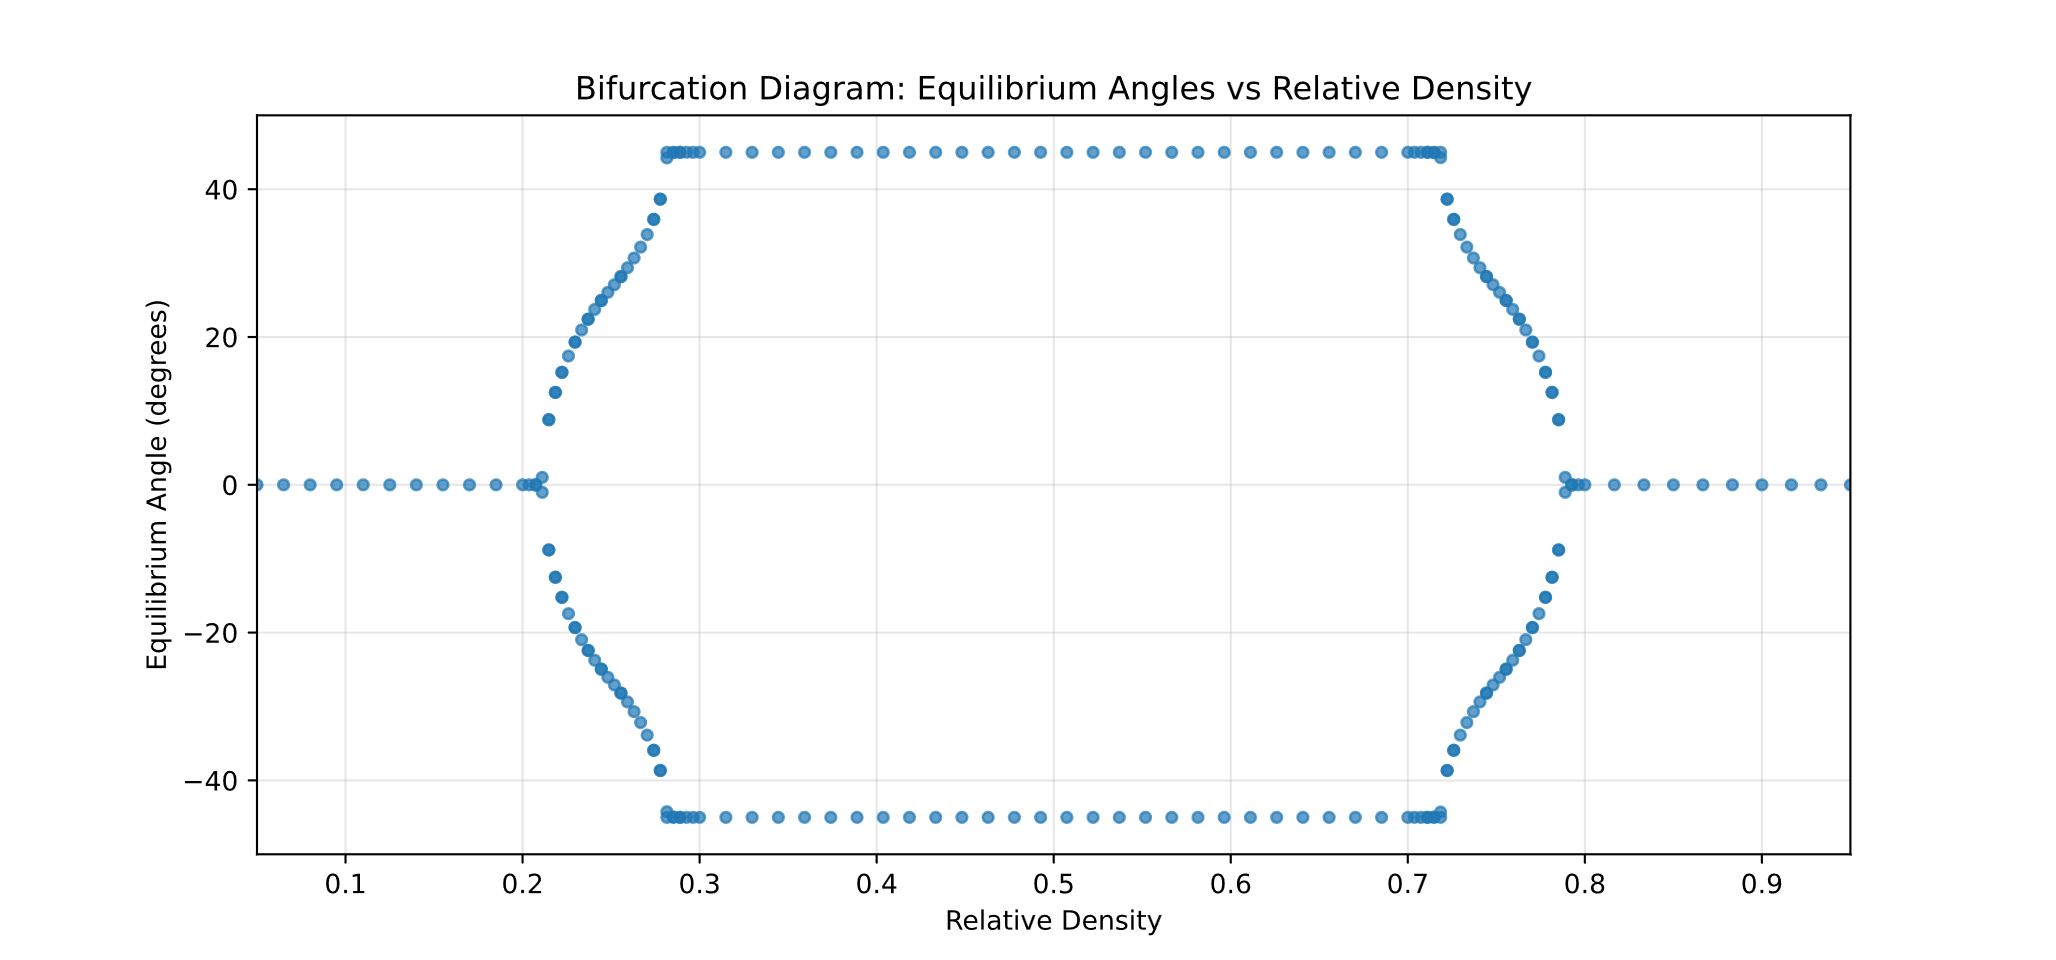 Bifurcation Diagram: Equilibrium Angles vs Relative Density
Equilibrium Angle (degrees)
40
20
0
−20
−40
0.1 0.2 0.3 0.4 0.5 0.6 0.7 0.8 0.9
Relative Density